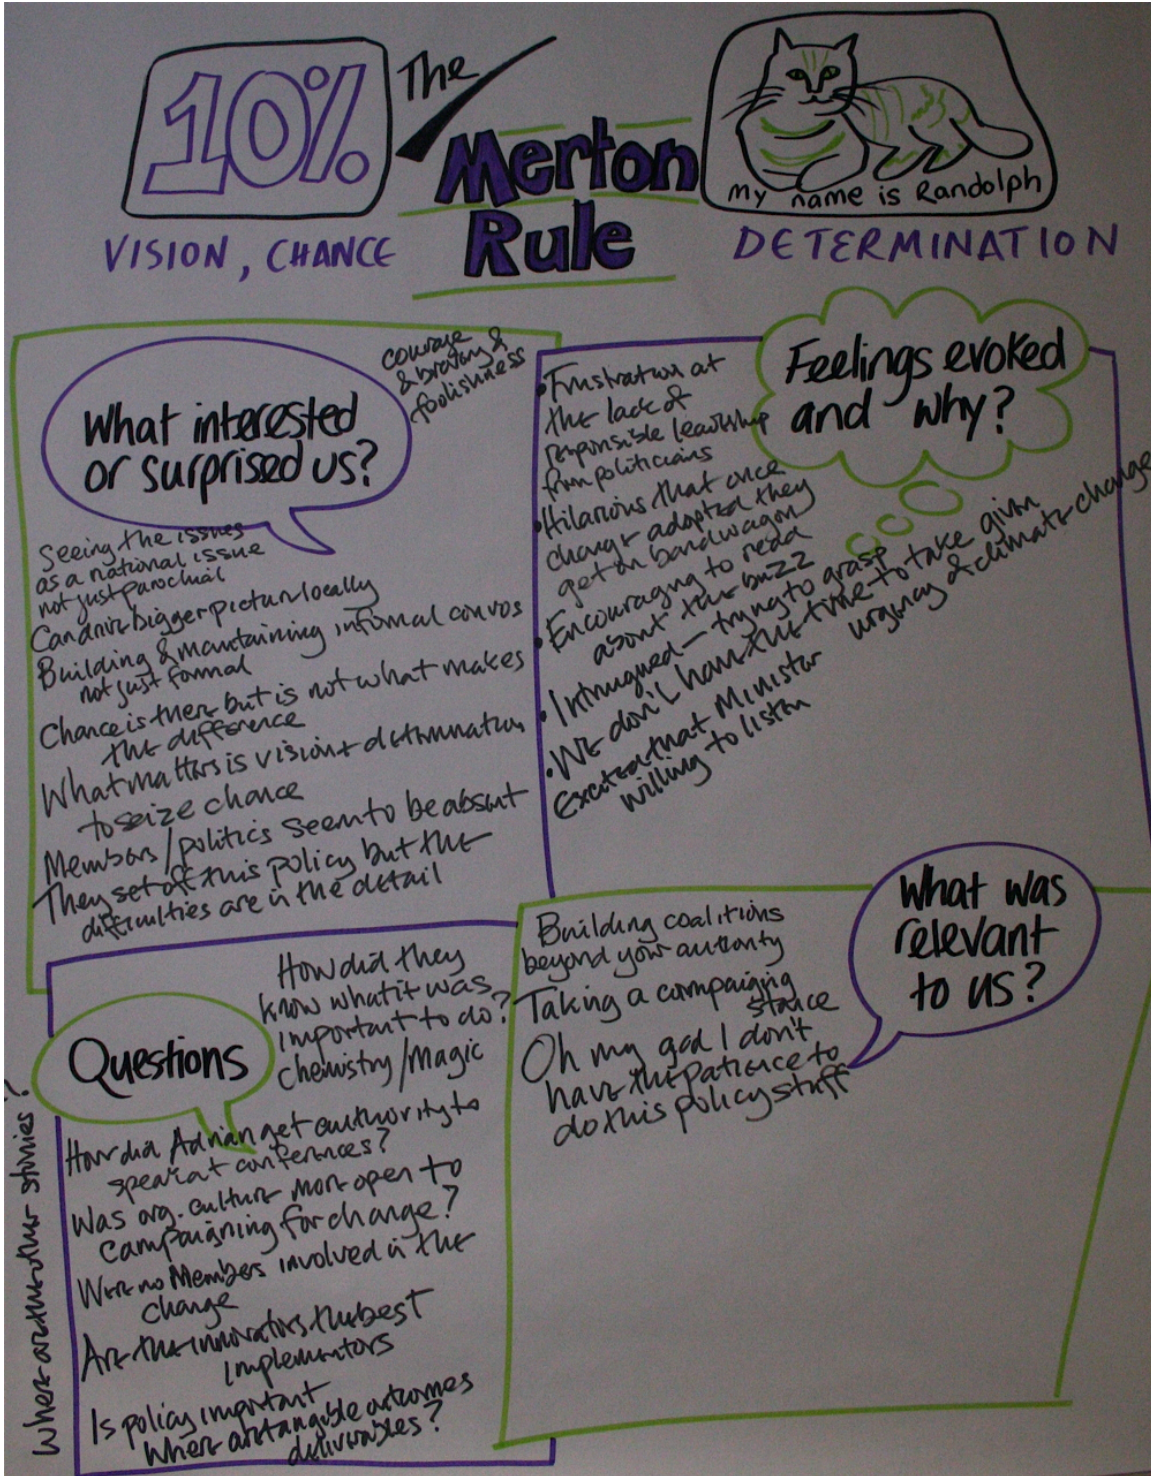 10%
The
Merton
Rule
my name is Randolph
VISION, CHANCE
DETERMINATION
What interested
or surprised us?
courage
& bravery &
foolishness
Seeing the issues
as a national issue
not just parochial
Can drive bigger picture locally
Building & maintaining informal convos
not just formal
Chance is there but is not what makes
the difference
What matters is vision + determination
to seize chance
Members/politics seem to be absent
They set off this policy but the
difficulties are in the detail
Feelings evoked
and why?
• Frustration at
the lack of
responsible leadership
from politicians
• Hilarious that once
change adopted they
get on bandwagon
• Encouraging to read
about the buzz
• Intrigued – trying to grasp
• We don't have the time to take given
urgency of climate change
Excited that Minister
willing to listen
Questions
How did they
know what it was
important to do?
Chemistry/Magic
How did Adrian get authority to
speak at conferences?
Was org. culture more open to
campaigning for change?
Were no Members involved in the
change
Are the innovators the best
implementors
Is policy important
where are tangible outcomes
deliverables?
Where are the other stories?
What was
relevant
to us?
Building coalitions
beyond your authority
Taking a campaigning
stance
Oh my god I don't
have the patience to
do this policy stuff